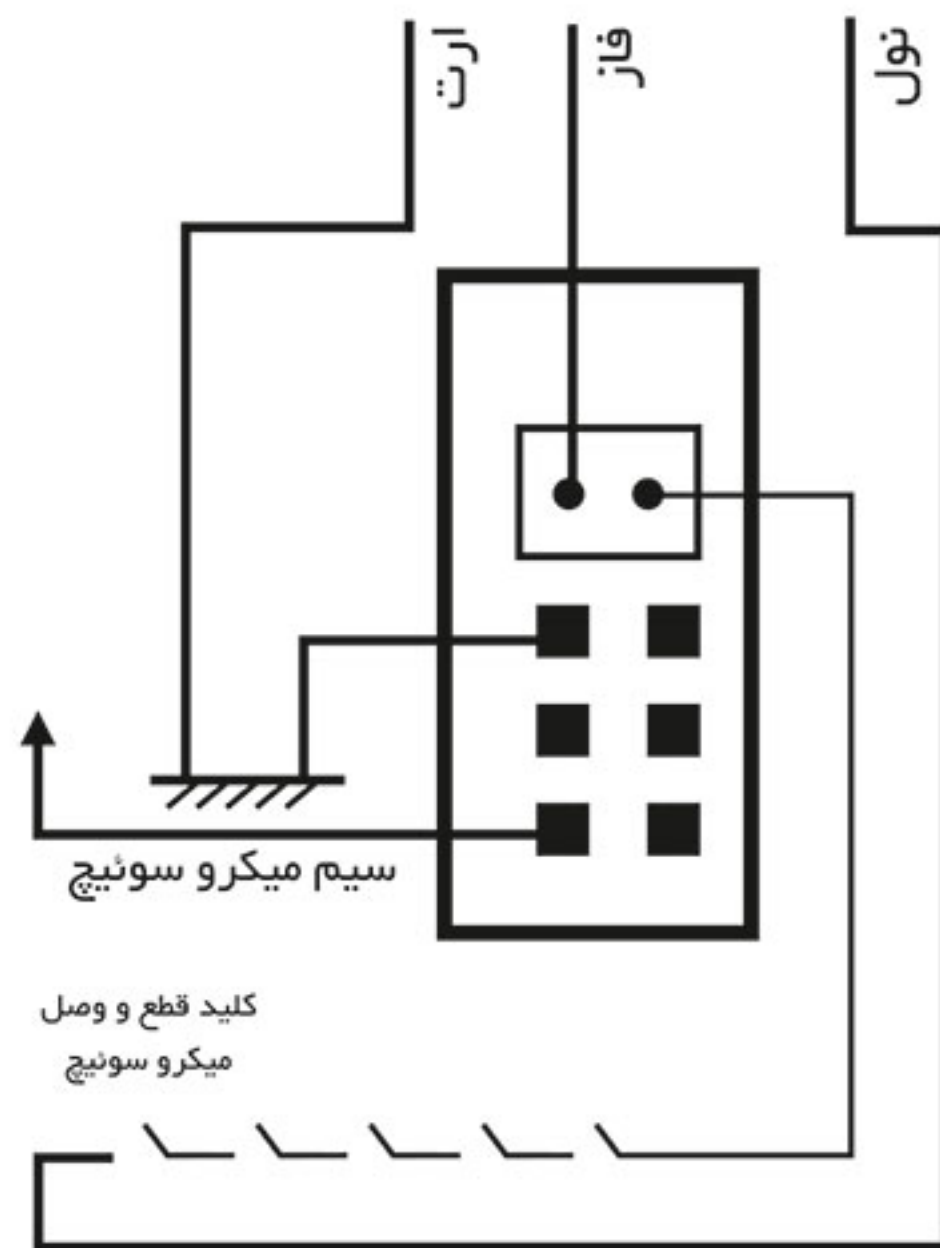 ارت
فاز
نول
سیم میکرو سوئیچ
کلید قطع و وصل
میکرو سوئیچ